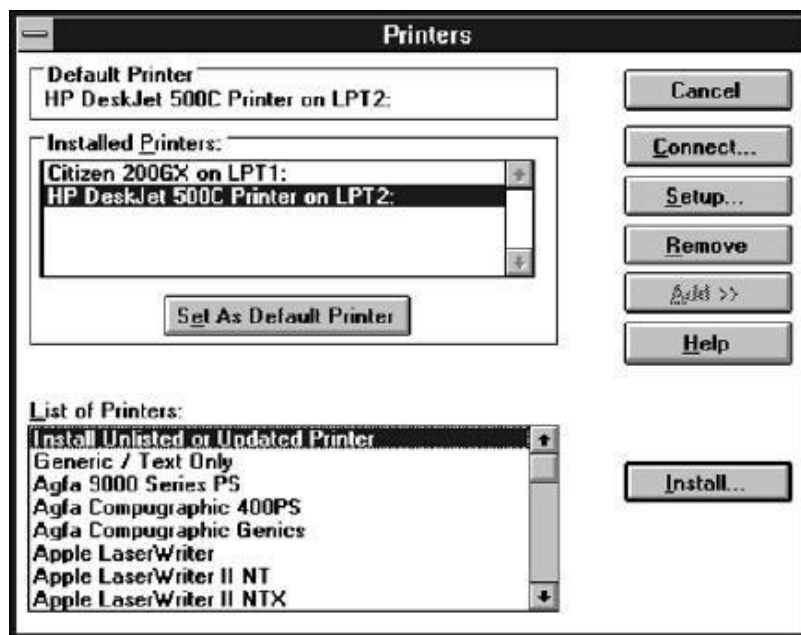 Printers
Default Printer
HP DeskJet 500C Printer on LPT2:
Installed Printers:
Citizen 200GX on LPT1:
HP DeskJet 500C Printer on LPT2:
Set As Default Printer
Cancel
Connect...
Setup...
Remove
Add >>
Help
List of Printers:
Install Unlisted or Updated Printer
Generic / Text Only
Agfa 9000 Series PS
Agfa Compugraphic 400PS
Agfa Compugraphic Genics
Apple LaserWriter
Apple LaserWriter II NT
Apple LaserWriter II NTX
Install...